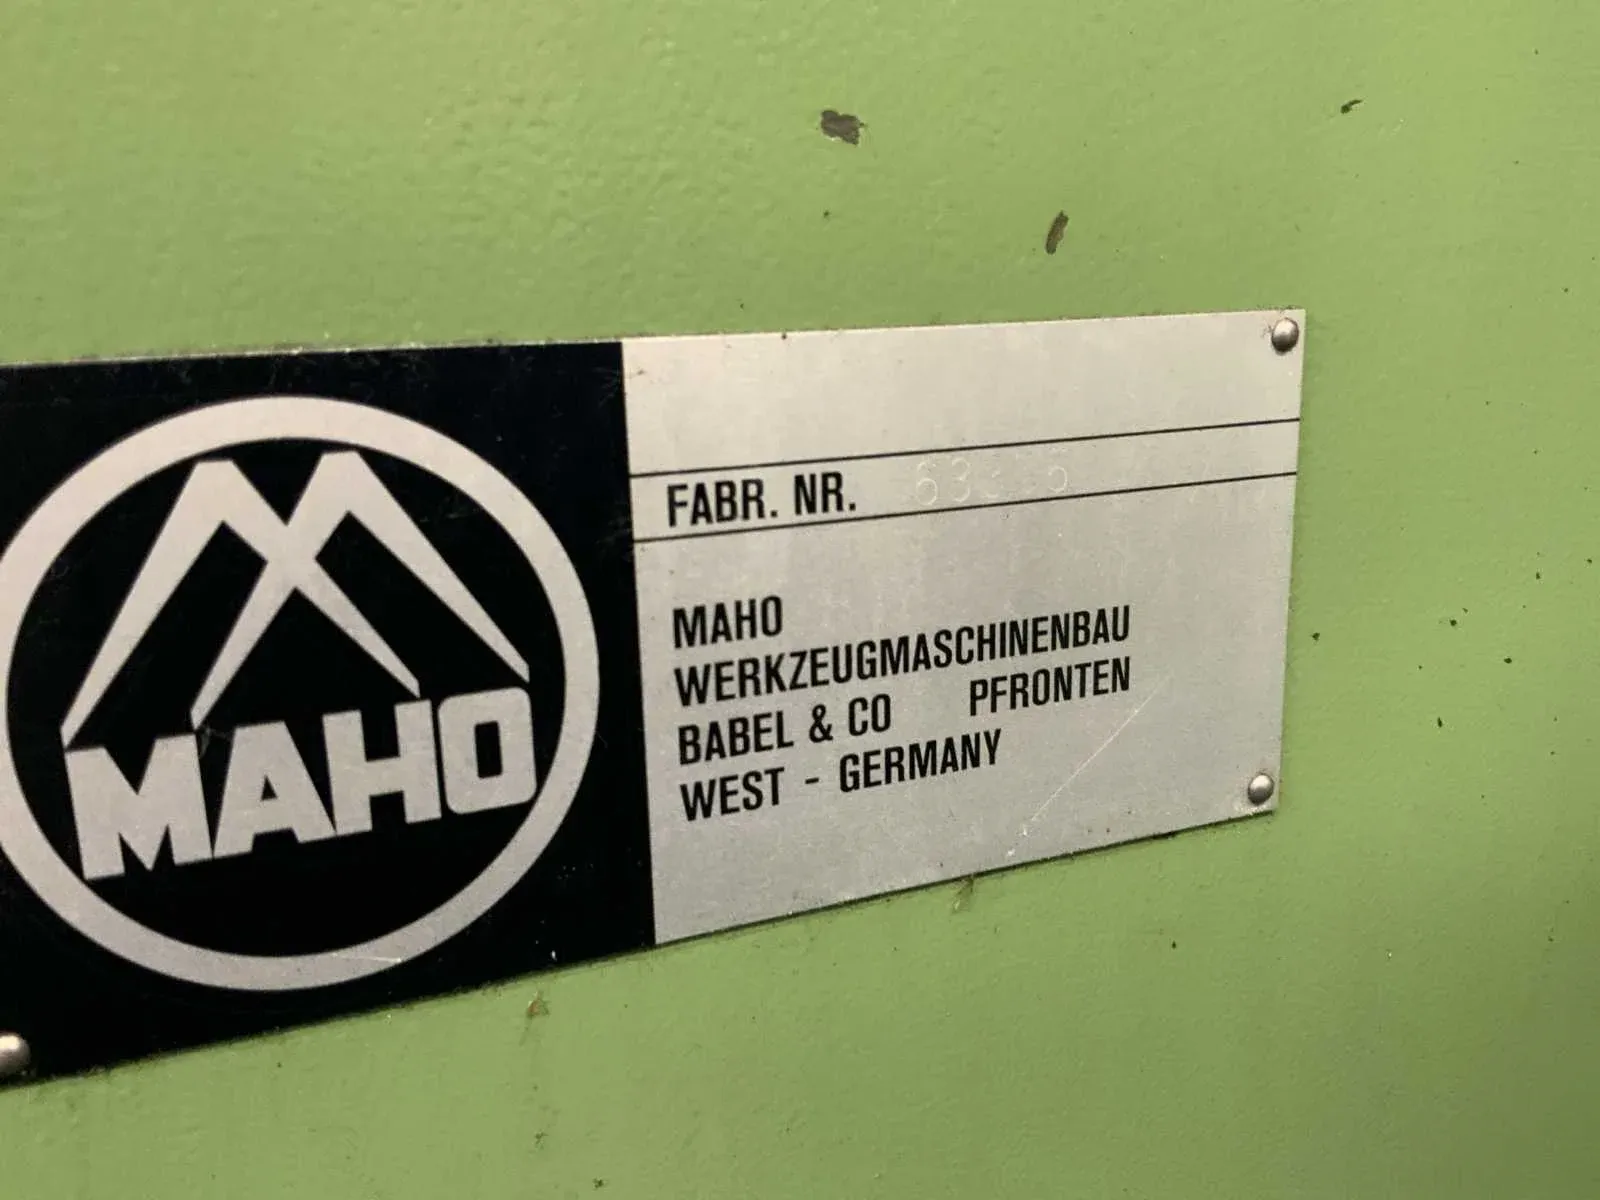 MAHO
FABR. NR.
MAHO
WERKZEUGMASCHINENBAU
BABEL & CO PFRONTEN
WEST - GERMANY